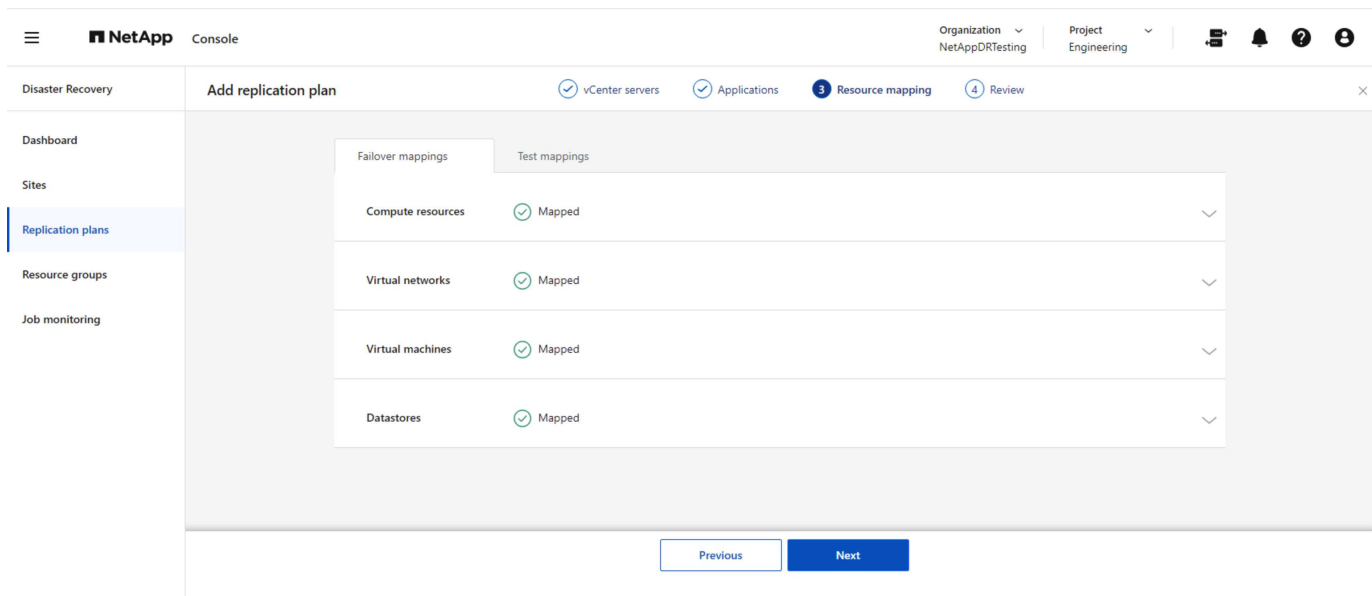 NetApp Console
Organization
NetAppDRTesting
Project
Engineering
Disaster Recovery
Add replication plan
vCenter servers
Applications
3 Resource mapping
4 Review
Dashboard
Sites
Replication plans
Resource groups
Job monitoring
Failover mappings
Test mappings
Compute resources Mapped
Virtual networks Mapped
Virtual machines Mapped
Datastores Mapped
Previous
Next